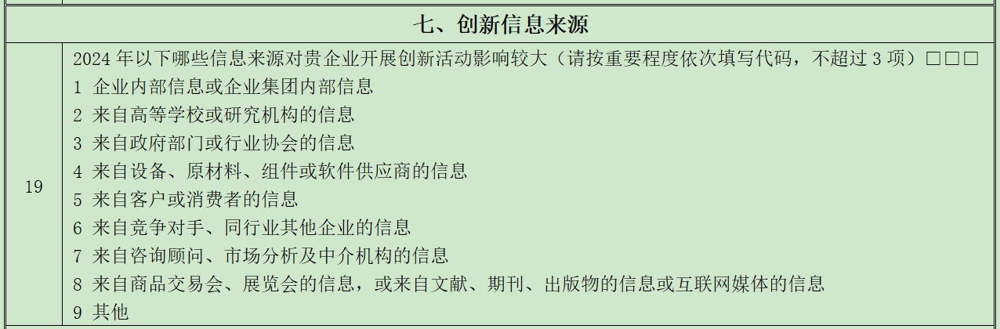 七、创新信息来源
2024 年以下哪些信息来源对贵企业开展创新活动影响较大（请按重要程度依次填写代码，不超过 3 项）□□□
1 企业内部信息或企业集团内部信息
2 来自高等学校或研究机构的信息
3 来自政府部门或行业协会的信息
4 来自设备、原材料、组件或软件供应商的信息
19
5 来自客户或消费者的信息
6 来自竞争对手、同行业其他企业的信息
7 来自咨询顾问、市场分析及中介机构的信息
8 来自商品交易会、展览会的信息，或来自文献、期刊、出版物的信息或互联网媒体的信息
9 其他